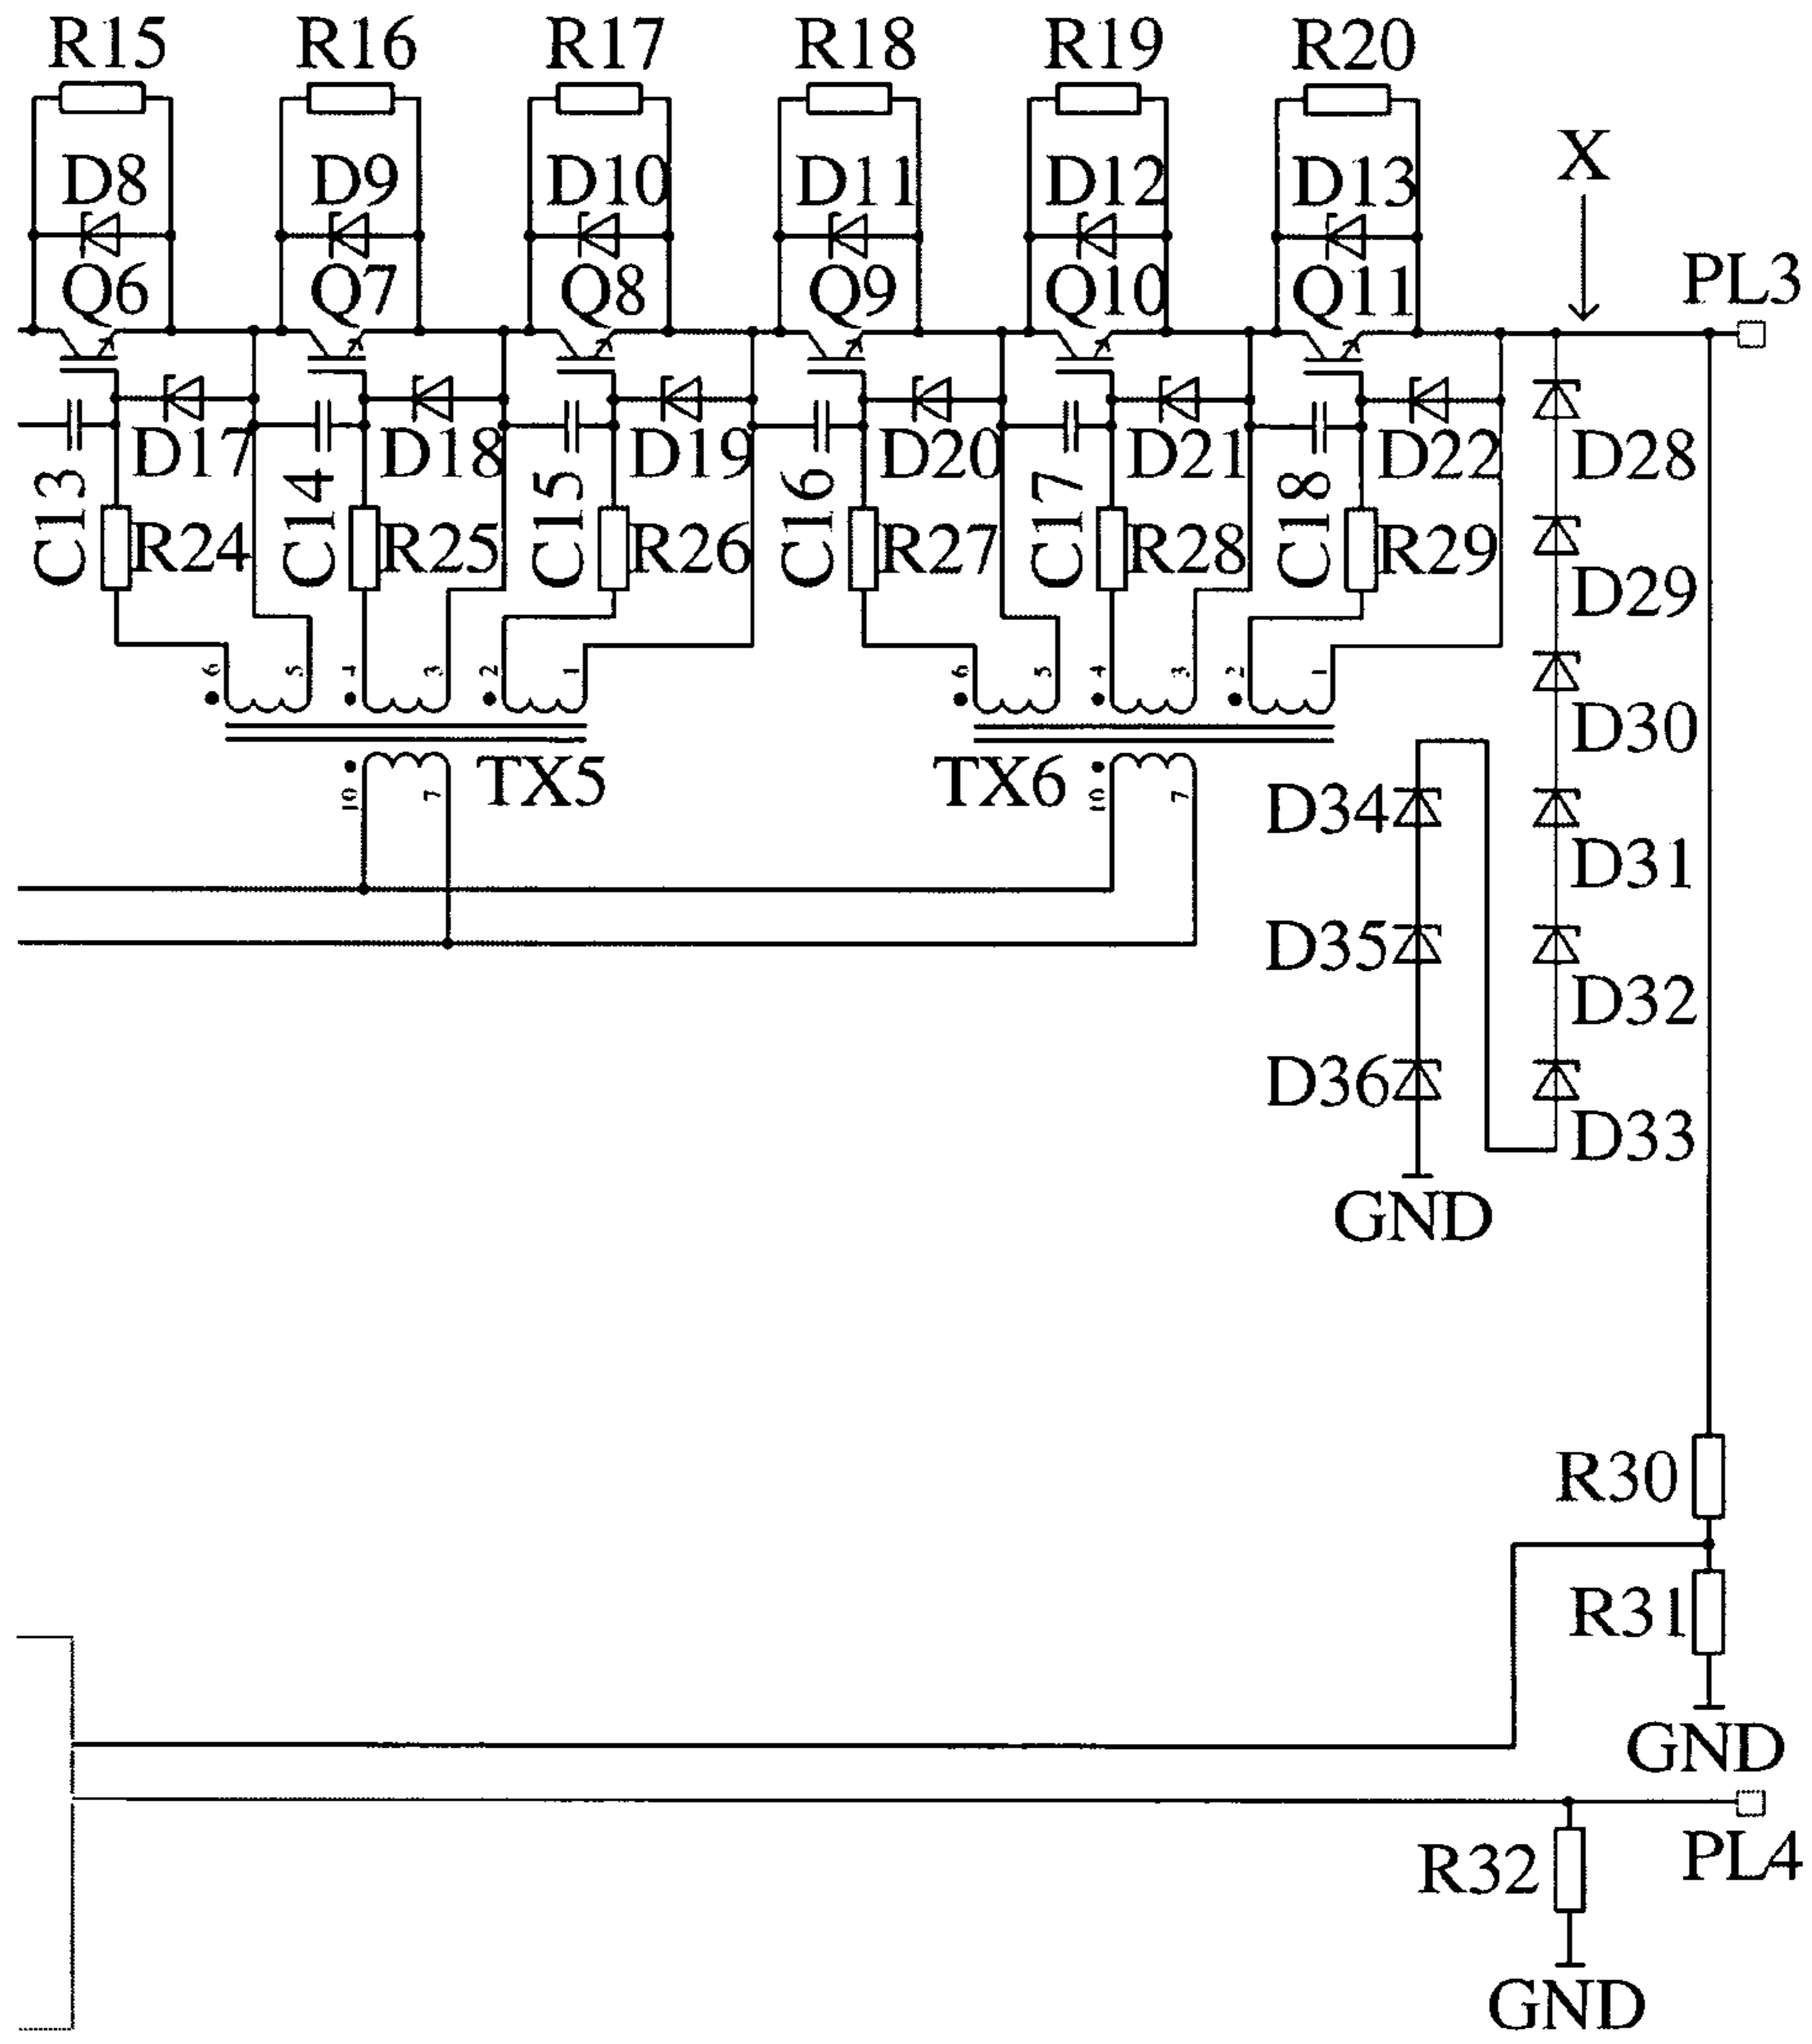 R15 R16 R17 R18 R19 R20
X
D8 D9 D10 D11 D12 D13
PL3
Q6 Q7 Q8 Q9 Q10 Q11
D17 D18 D19 D20 D21 D22 D28
C13 C14 C15 C16 C17 C18
R24 R25 R26 R27 R28 R29
D29
6 5 4 3 2 1 6 5 4 3 2 1
D30
TX5 TX6
10 7 10 7
D34
D31
D35
D32
D36
D33
GND
R30
R31
GND
PL4
R32
GND